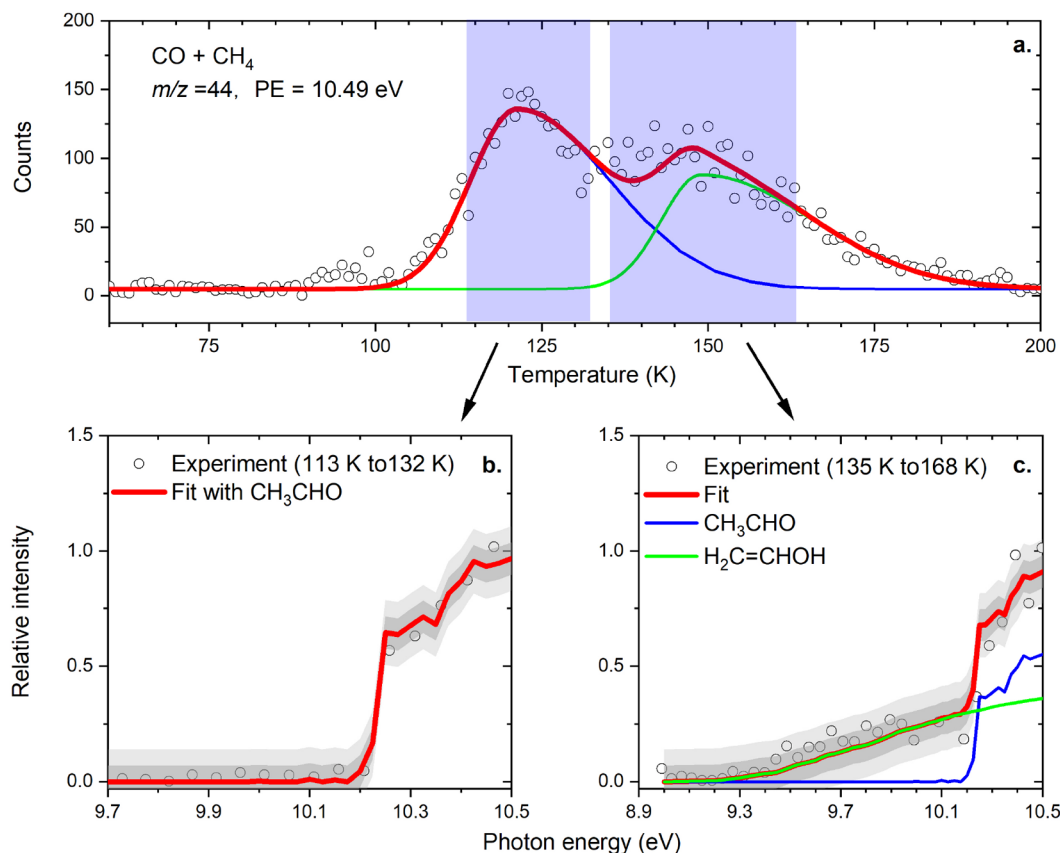 200
150
100
50
0
Counts
CO + CH4
m/z =44, PE = 10.49 eV
a.
75 100 125 150 175 200
Temperature (K)
1.5
1.0
0.5
0.0
Relative intensity
Experiment (113 K to132 K) b.
Fit with CH3CHO
9.7 9.9 10.1 10.3 10.5
1.5
1.0
0.5
0.0
Experiment (135 K to168 K) c.
Fit
CH3CHO
H2C=CHOH
8.9 9.3 9.7 10.1 10.5
Photon energy (eV)